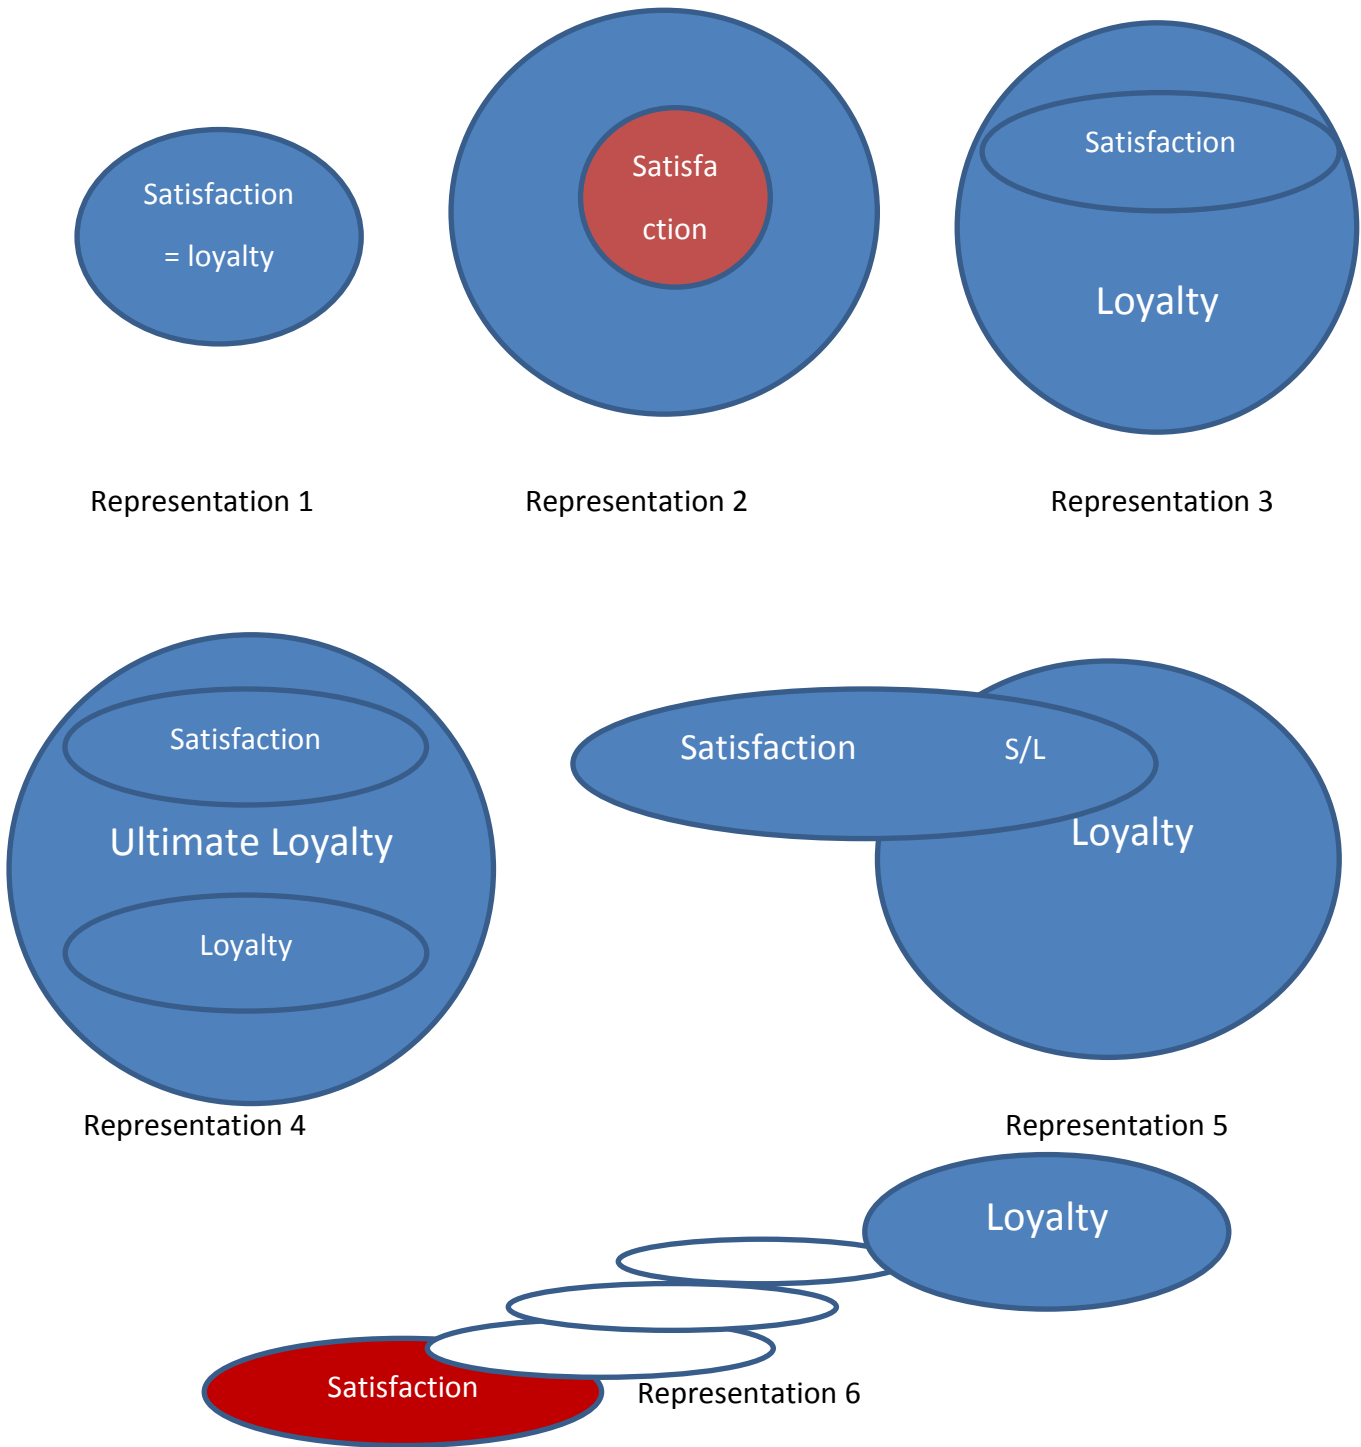 Satisfaction
= loyalty
Satisfa
ction
Satisfaction
Loyalty
Representation 1
Representation 2
Representation 3
Satisfaction
Ultimate Loyalty
Loyalty
Satisfaction
S/L
Loyalty
Representation 4
Representation 5
Loyalty
Satisfaction
Representation 6